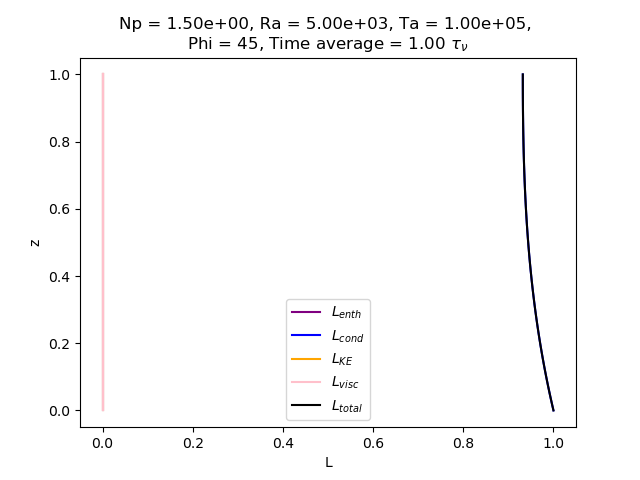 Np = 1.50e+00, Ra = 5.00e+03, Ta = 1.00e+05,
Phi = 45, Time average = 1.00 τ_ν
1.0
0.8
z
0.6
0.4
0.2
0.0
L_enth
L_cond
L_KE
L_visc
L_total
0.0 0.2 0.4 0.6 0.8 1.0
L